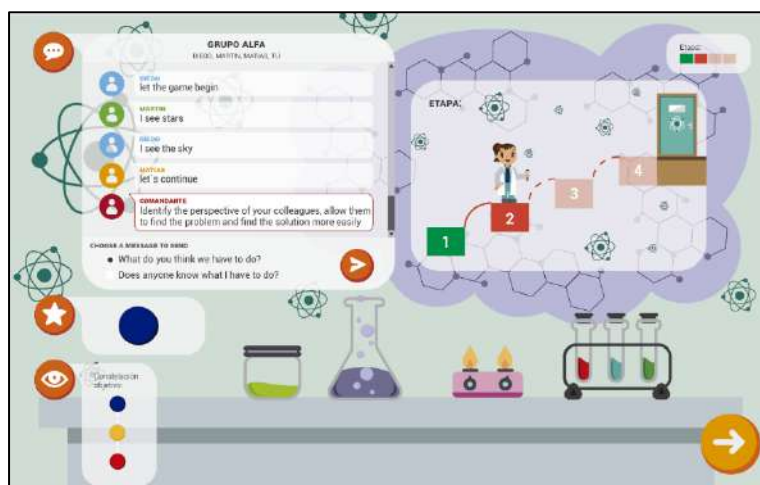 GRUPO ALFA
DIEGO, MARTIN, MATIAS, TU
DIEGO
let the game begin
MARTIN
I see stars
DIEGO
I see the sky
MATIAS
let's continue
COMANDANTE
Identify the perspective of your colleagues, allow them
to find the problem and find the solution more easily
CHOOSE A MESSAGE TO SEND
What do you think we have to do?
Does anyone know what I have to do?
Constelación
objetivo:
ETAPA:
1
2
3
4
Etapa: